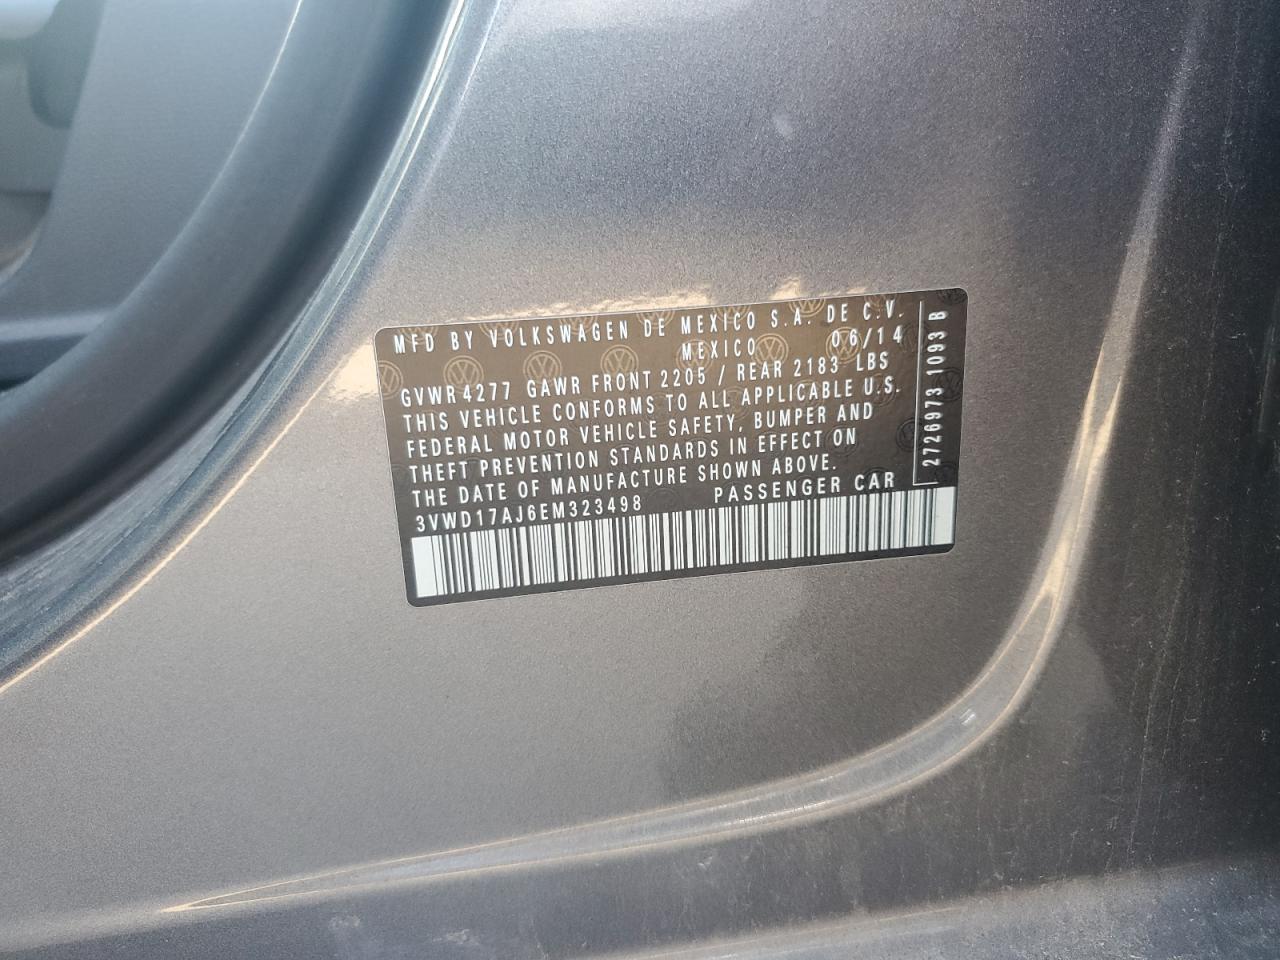 MFD BY VOLKSWAGEN DE MEXICO S.A. DE C.V.
MEXICO 06/14
GVWR 4277 GAWR FRONT 2205 / REAR 2183 LBS
THIS VEHICLE CONFORMS TO ALL APPLICABLE U.S.
FEDERAL MOTOR VEHICLE SAFETY, BUMPER AND
THEFT PREVENTION STANDARDS IN EFFECT ON
THE DATE OF MANUFACTURE SHOWN ABOVE.
3VWD17AJ6EM323498 PASSENGER CAR
2726973 1093 B